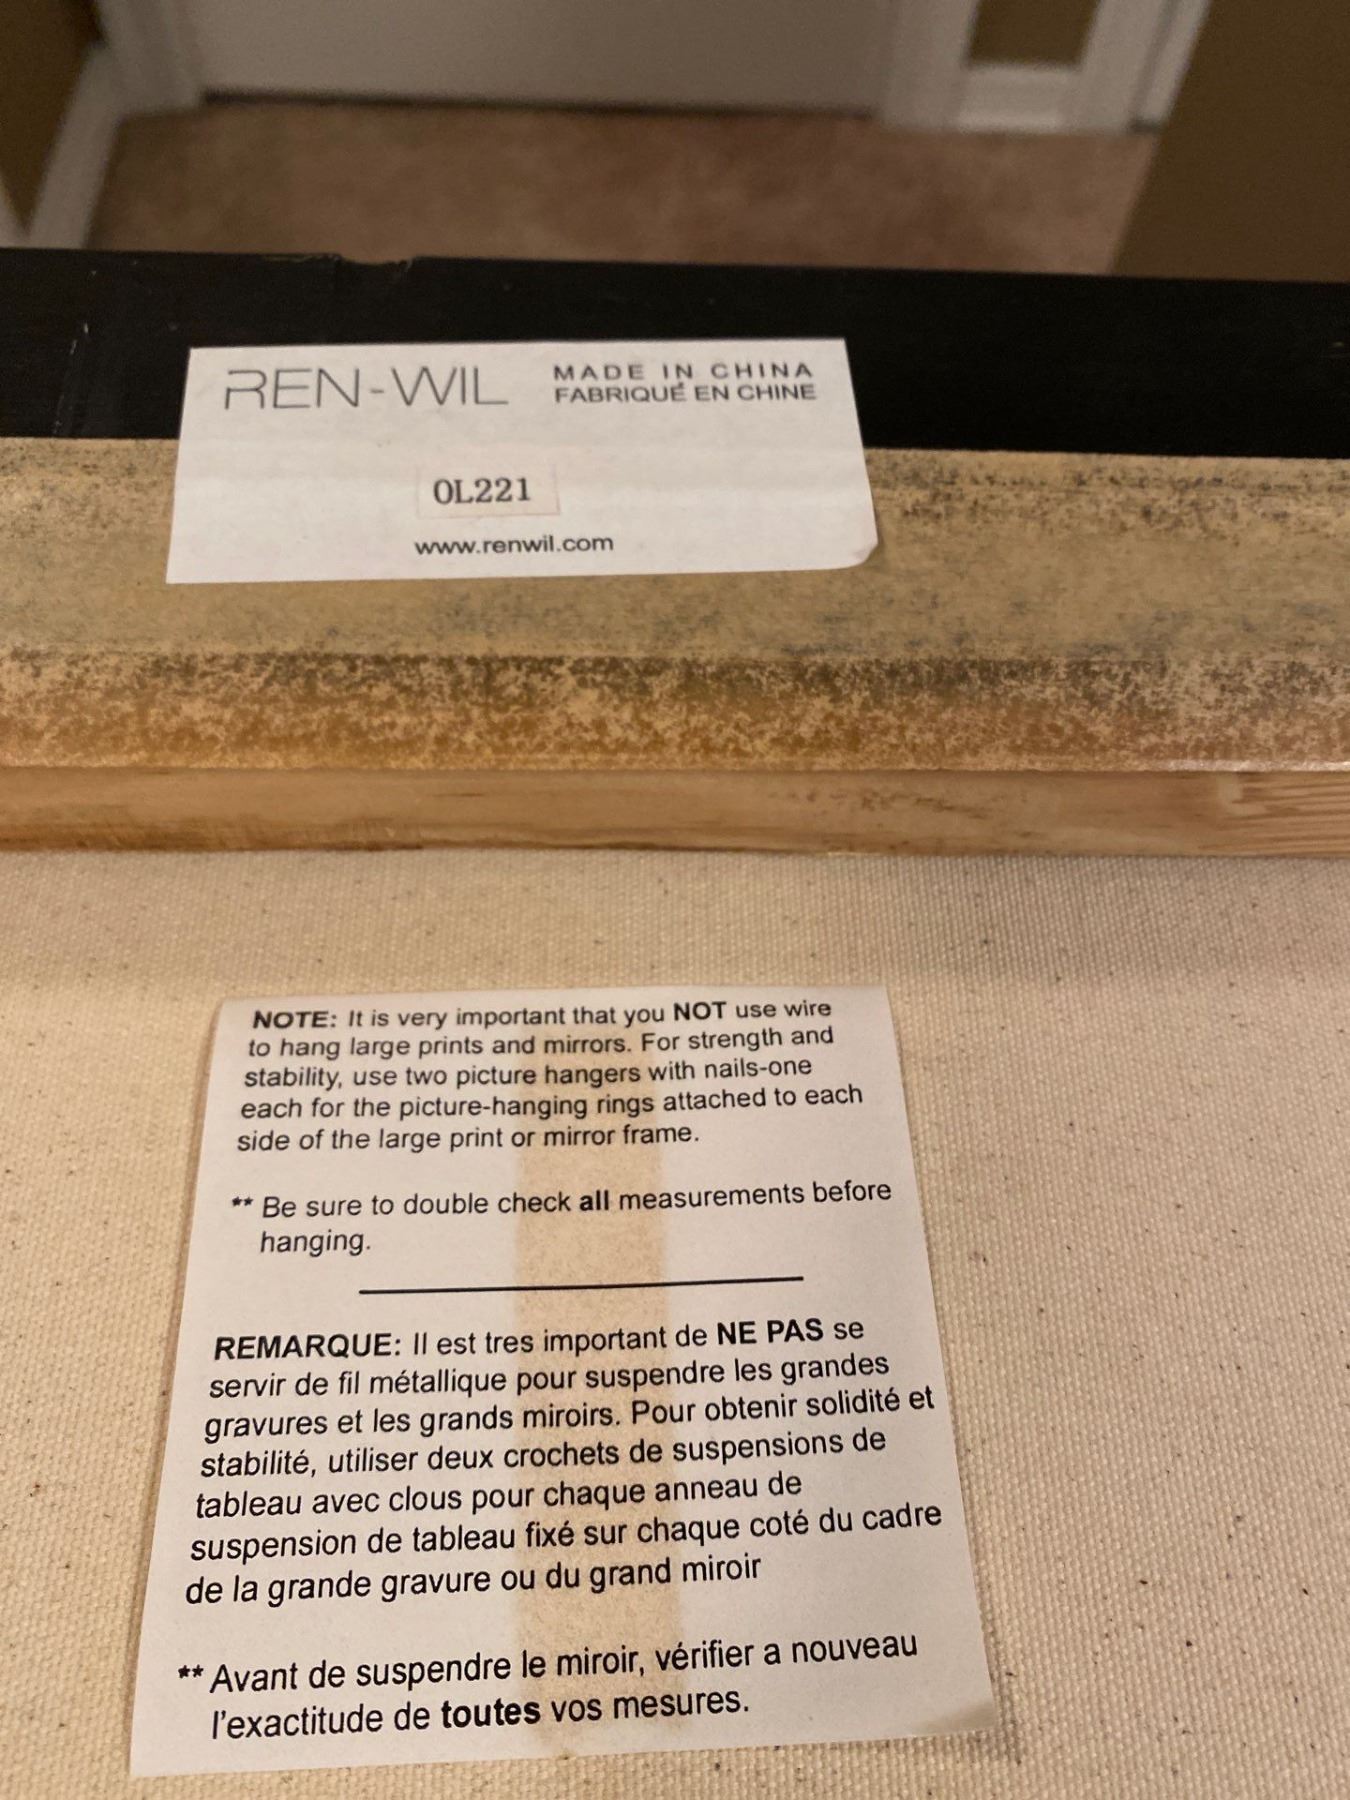 REN-WIL
MADE IN CHINA
FABRIQUÉ EN CHINE
OL221
www.renwil.com
NOTE: It is very important that you NOT use wire
to hang large prints and mirrors. For strength and
stability, use two picture hangers with nails-one
each for the picture-hanging rings attached to each
side of the large print or mirror frame.
** Be sure to double check all measurements before
hanging.
REMARQUE: Il est tres important de NE PAS se
servir de fil métallique pour suspendre les grandes
gravures et les grands miroirs. Pour obtenir solidité et
stabilité, utiliser deux crochets de suspensions de
tableau avec clous pour chaque anneau de
suspension de tableau fixé sur chaque coté du cadre
de la grande gravure ou du grand miroir
** Avant de suspendre le miroir, vérifier a nouveau
l'exactitude de toutes vos mesures.